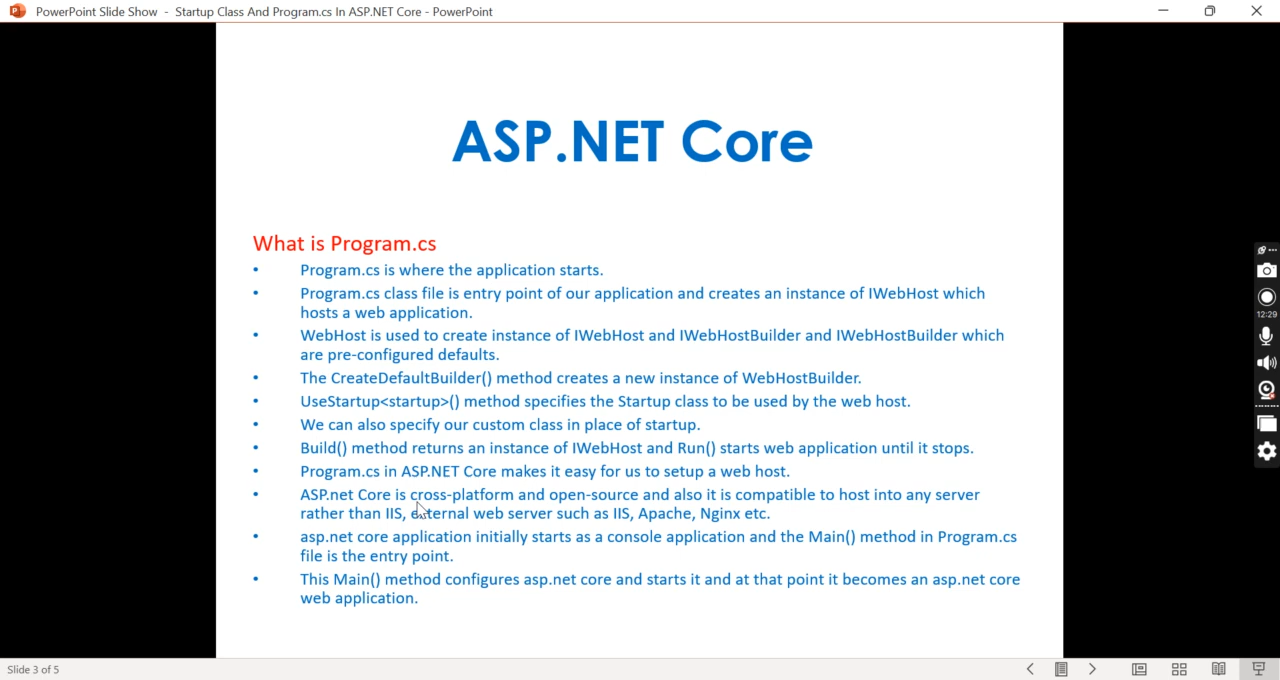 PowerPoint Slide Show - Startup Class And Program.cs In ASP.NET Core - PowerPoint
ASP.NET Core
What is Program.cs
• Program.cs is where the application starts.
• Program.cs class file is entry point of our application and creates an instance of IWebHost which
hosts a web application.
• WebHost is used to create instance of IWebHost and IWebHostBuilder and IWebHostBuilder which
are pre-configured defaults.
• The CreateDefaultBuilder() method creates a new instance of WebHostBuilder.
• UseStartup<startup>() method specifies the Startup class to be used by the web host.
• We can also specify our custom class in place of startup.
• Build() method returns an instance of IWebHost and Run() starts web application until it stops.
• Program.cs in ASP.NET Core makes it easy for us to setup a web host.
• ASP.net Core is cross-platform and open-source and also it is compatible to host into any server
rather than IIS, external web server such as IIS, Apache, Nginx etc.
• asp.net core application initially starts as a console application and the Main() method in Program.cs
file is the entry point.
• This Main() method configures asp.net core and starts it and at that point it becomes an asp.net core
web application.
12:29
Slide 3 of 5